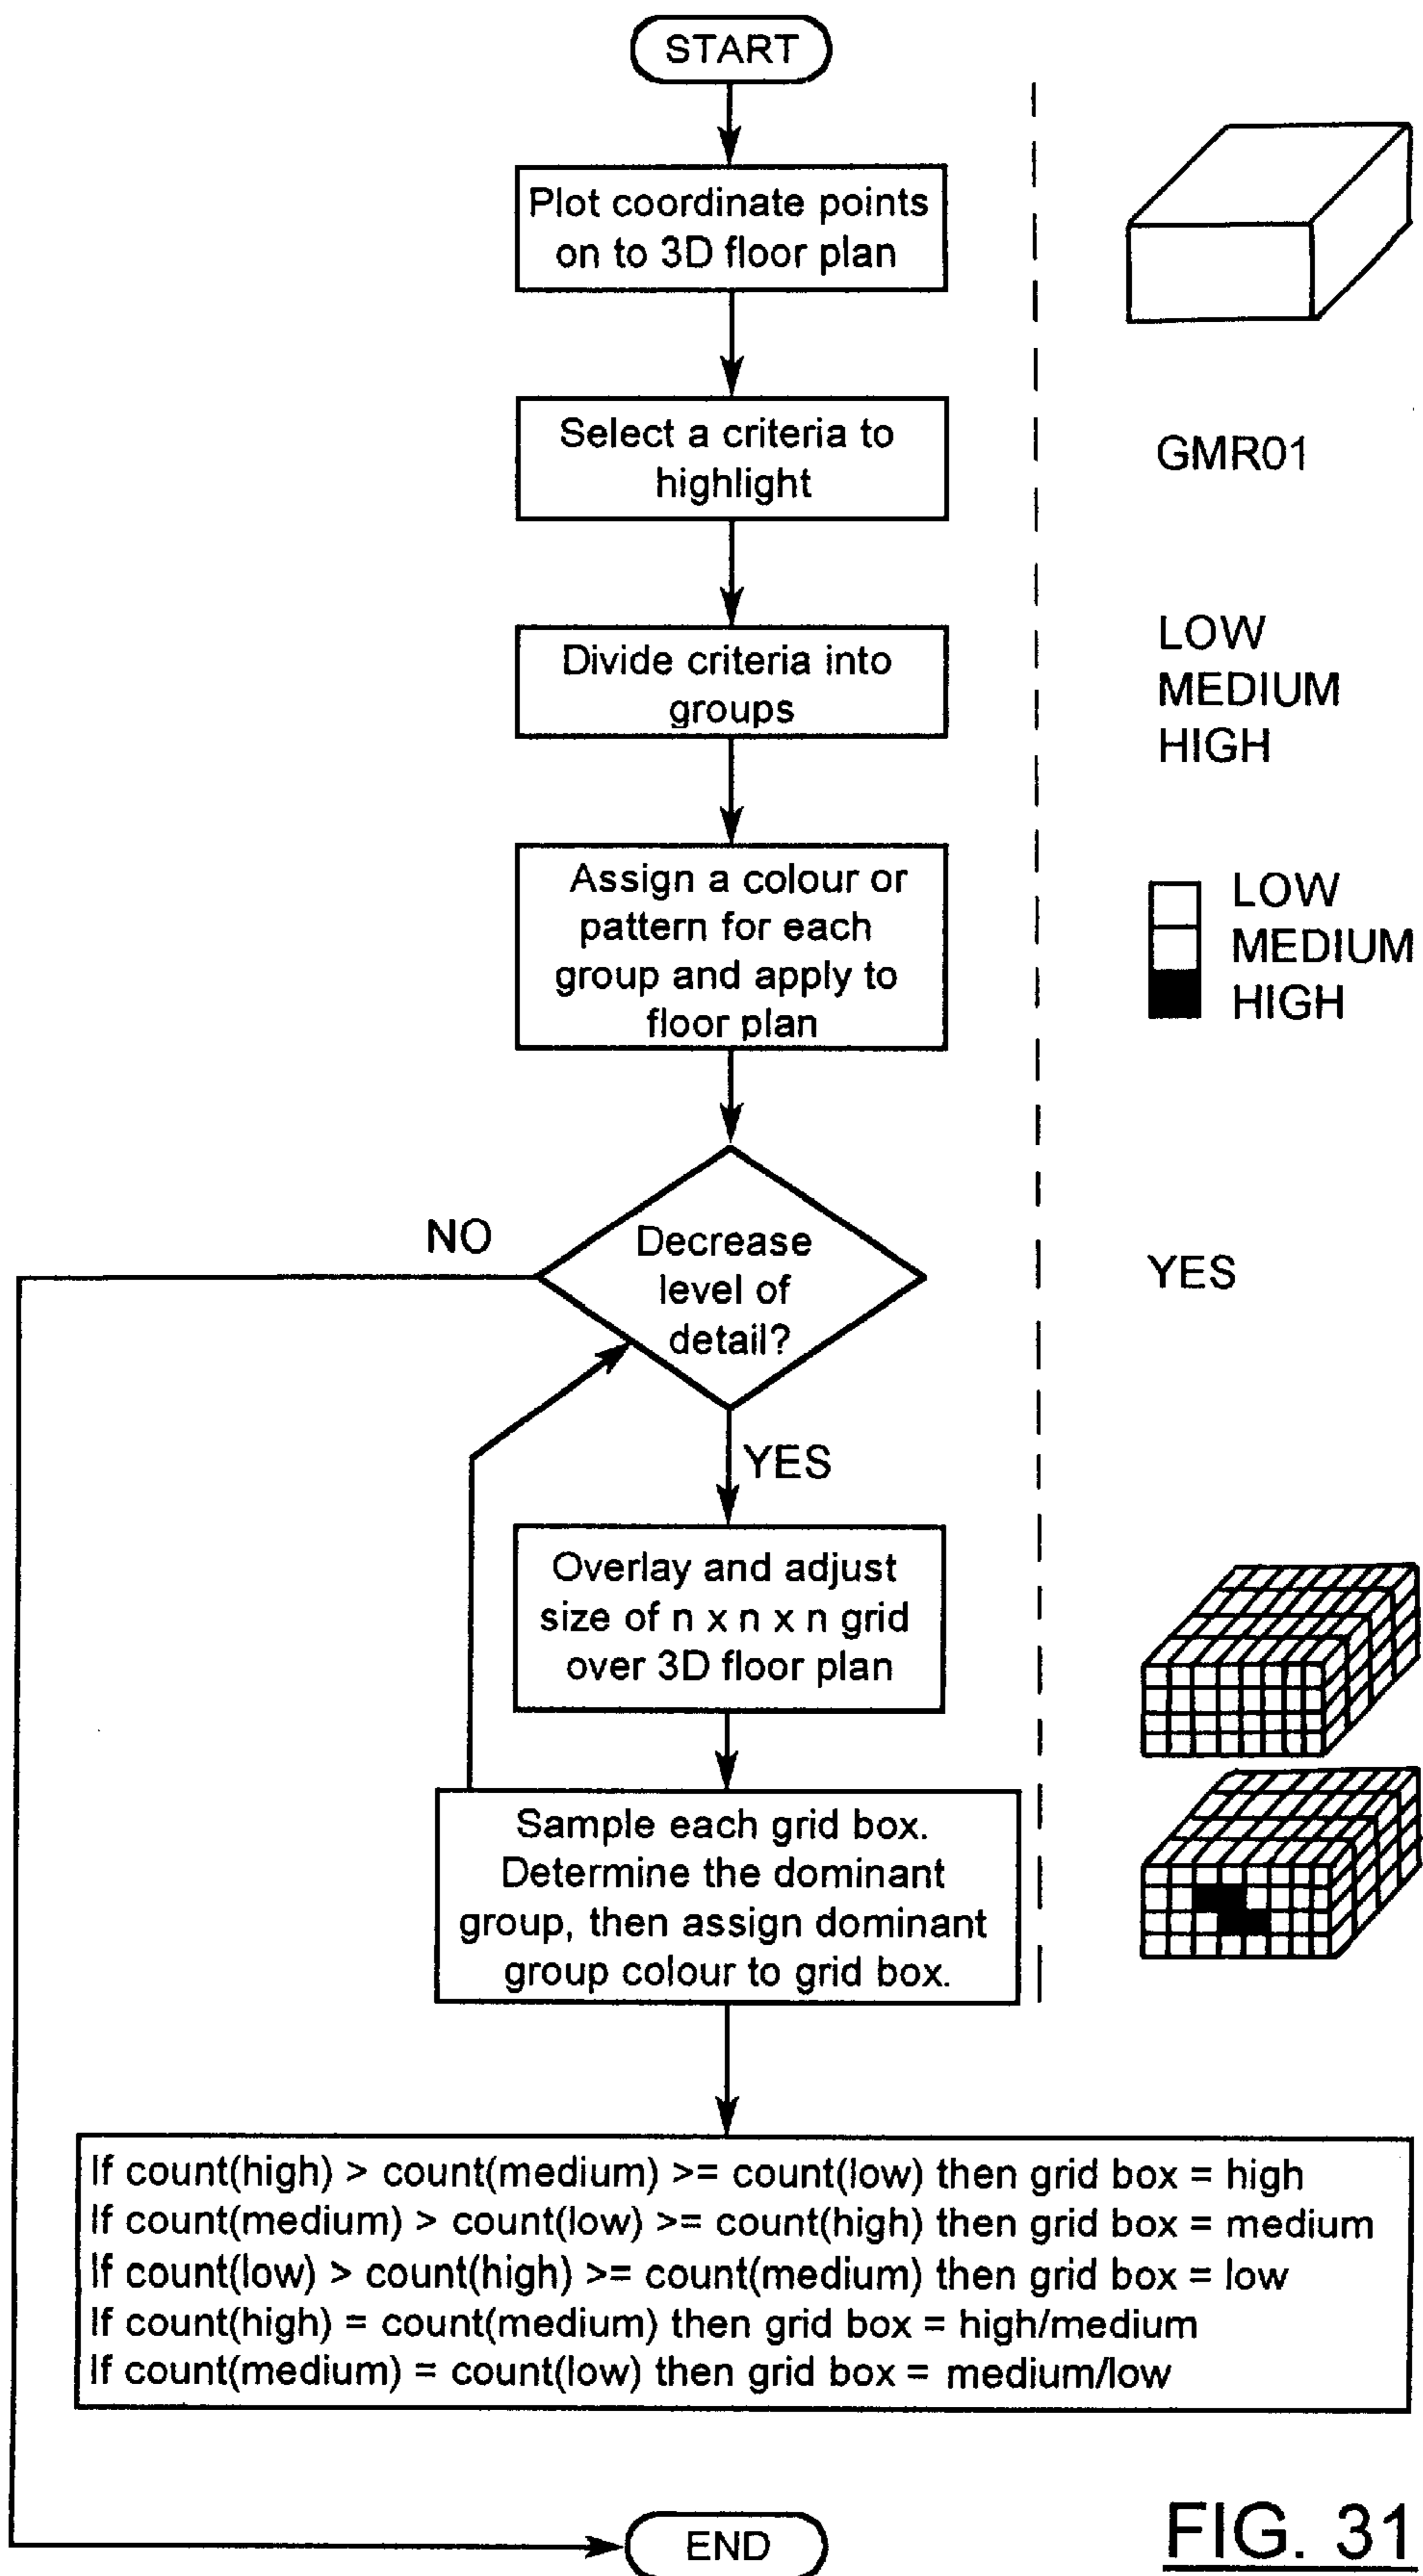 START
Plot coordinate points
on to 3D floor plan
Select a criteria to
highlight
GMR01
Divide criteria into
groups
LOW
MEDIUM
HIGH
Assign a colour or
pattern for each
group and apply to
floor plan
LOW
MEDIUM
HIGH
NO
Decrease
level of
detail?
YES
YES
Overlay and adjust
size of n x n x n grid
over 3D floor plan
Sample each grid box.
Determine the dominant
group, then assign dominant
group colour to grid box.
If count(high) > count(medium) >= count(low) then grid box = high
If count(medium) > count(low) >= count(high) then grid box = medium
If count(low) > count(high) >= count(medium) then grid box = low
If count(high) = count(medium) then grid box = high/medium
If count(medium) = count(low) then grid box = medium/low
END
FIG. 31